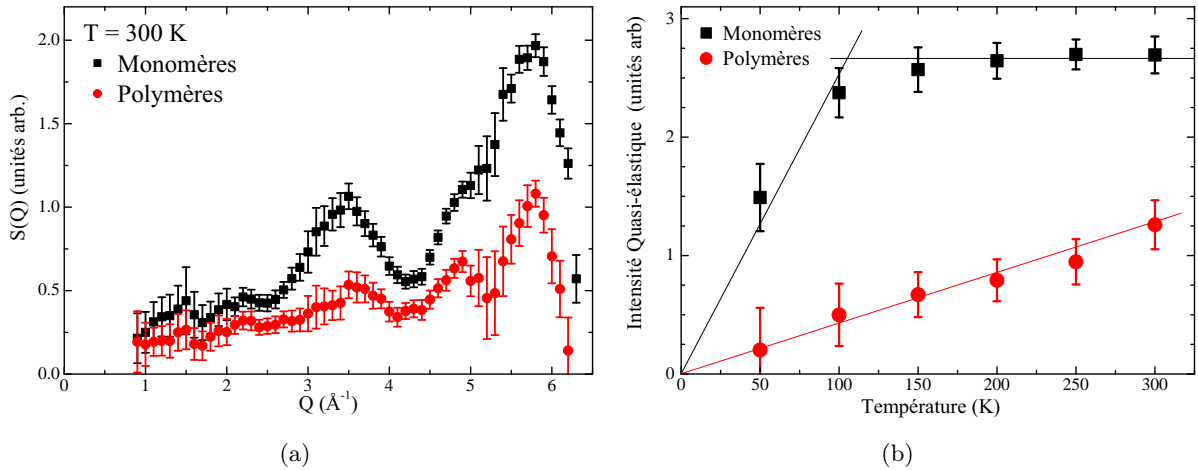 T = 300 K
Monomères
Polymères
S(Q) (unités arb.)
2.0
1.5
1.0
0.5
0.0
0 1 2 3 4 5 6
Q (Å⁻¹)
(a)
Monomères
Polymères
Intensité Quasi-élastique (unités arb)
3
2
1
0
0 50 100 150 200 250 300
Température (K)
(b)